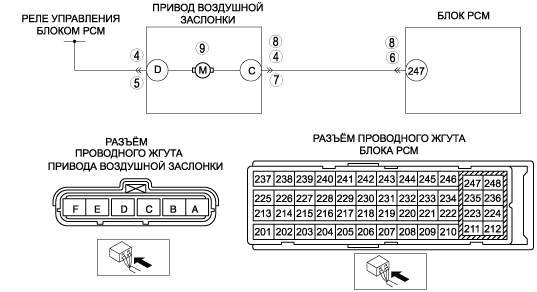 РЕЛЕ УПРАВЛЕНИЯ
БЛОКОМ PCM
ПРИВОД ВОЗДУШНОЙ
ЗАСЛОНКИ
БЛОК PCM
4
5
D
9
M
C
8
4
7
8
6
247
РАЗЪЁМ
ПРОВОДНОГО ЖГУТА
ПРИВОДА ВОЗДУШНОЙ ЗАСЛОНКИ
F E D C B A
РАЗЪЁМ ПРОВОДНОГО ЖГУТА
БЛОКА PCM
237 238 239 240 241 242 243 244 245 246 247 248
225 226 227 228 229 230 231 232 233 234 235 236
213 214 215 216 217 218 219 220 221 222 223 224
201 202 203 204 205 206 207 208 209 210 211 212